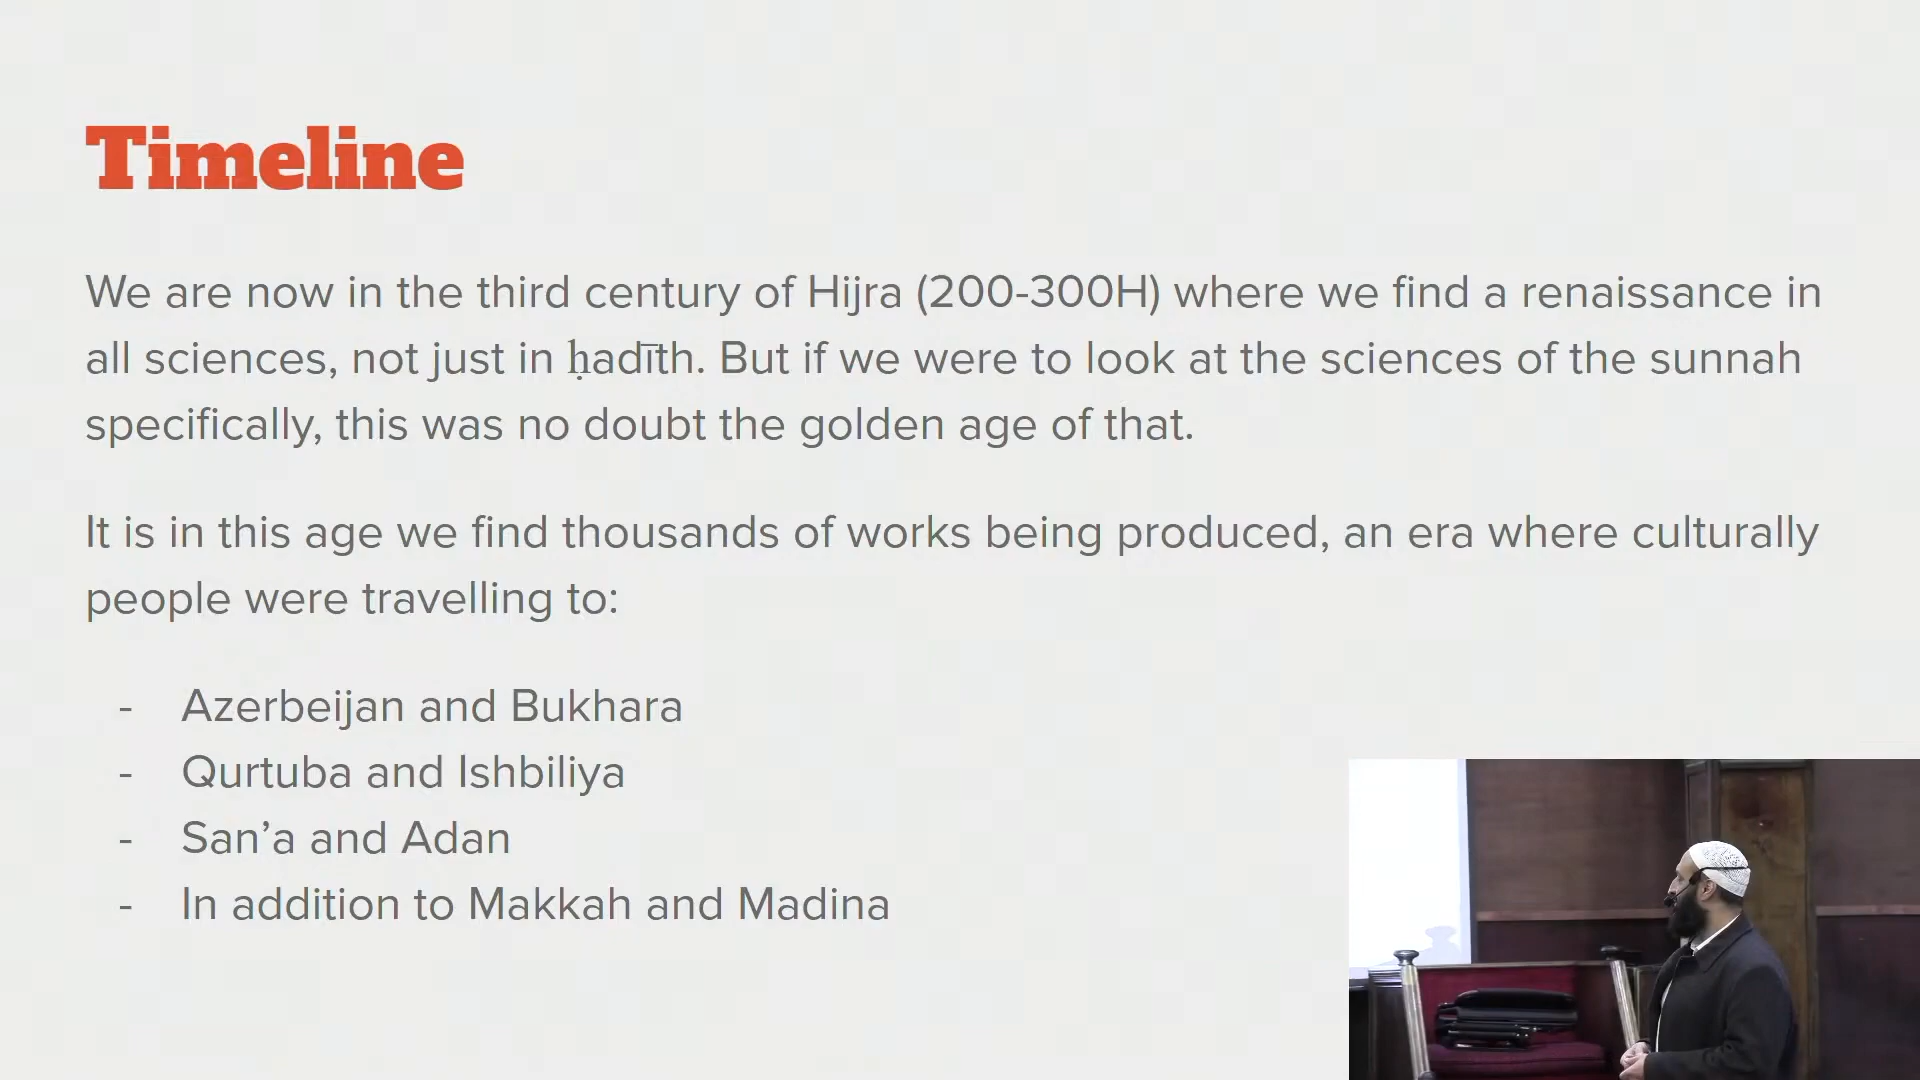 Timeline
We are now in the third century of Hijra (200-300H) where we find a renaissance in
all sciences, not just in ḥadīth. But if we were to look at the sciences of the sunnah
specifically, this was no doubt the golden age of that.
It is in this age we find thousands of works being produced, an era where culturally
people were travelling to:
- Azerbeijan and Bukhara
- Qurtuba and Ishbiliya
- San’a and Adan
- In addition to Makkah and Madina